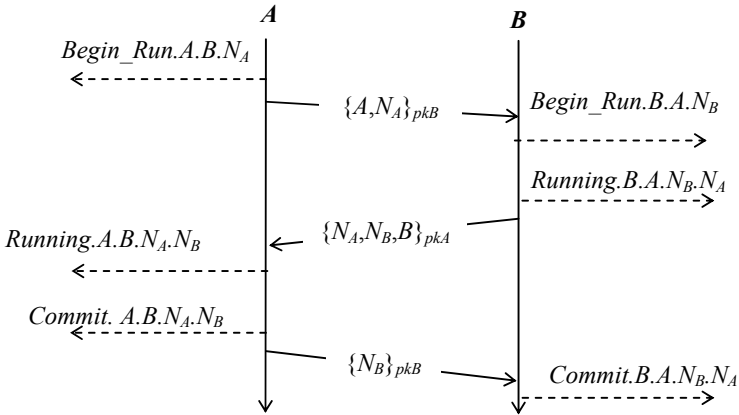 A
B
Begin_Run.A.B.N_A
{A,N_A}_pkB
Begin_Run.B.A.N_B
Running.B.A.N_B.N_A
{N_A,N_B,B}_pkA
Running.A.B.N_A.N_B
Commit. A.B.N_A.N_B
{N_B}_pkB
Commit.B.A.N_B.N_A